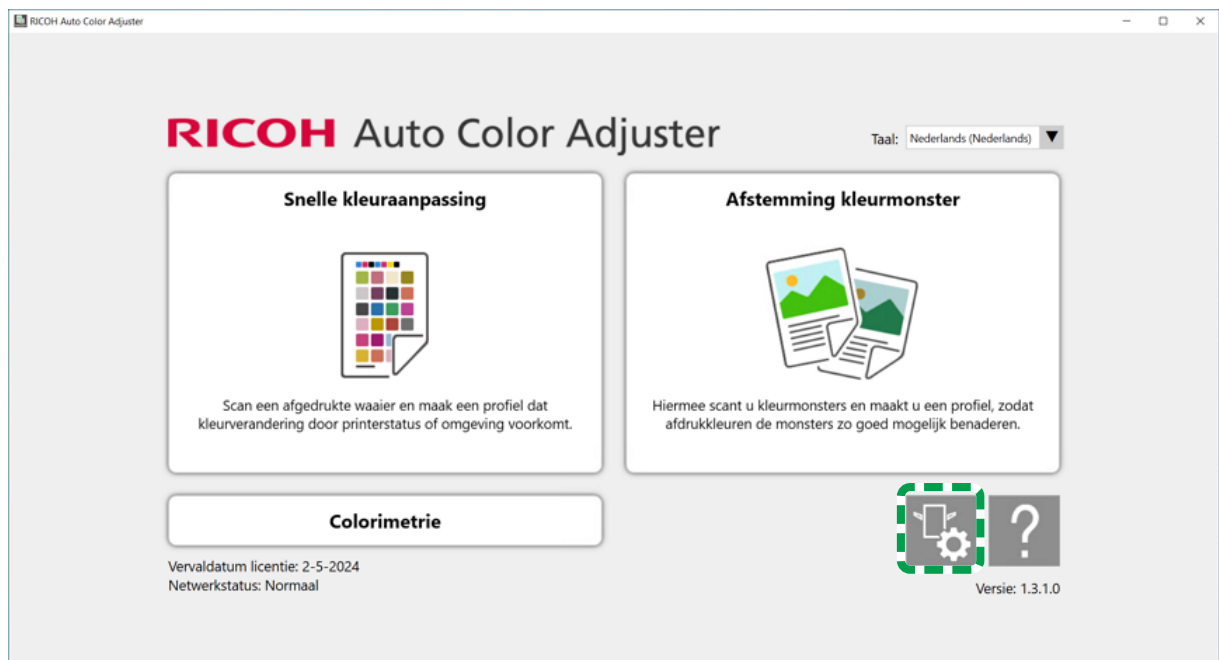 RICOH Auto Color Adjuster
RICOH Auto Color Adjuster
Taal: Nederlands (Nederlands)
Snelle kleuraanpassing
Scan een afgedrukte waaier en maak een profiel dat
kleurverandering door printerstatus of omgeving voorkomt.
Afstemming kleurmonster
Hiermee scant u kleurmonsters en maakt u een profiel, zodat
afdrukkleuren de monsters zo goed mogelijk benaderen.
Colorimetrie
?
Vervaldatum licentie: 2-5-2024
Netwerkstatus: Normaal
Versie: 1.3.1.0